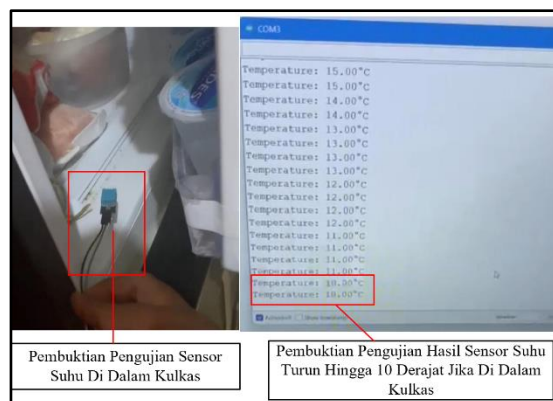 COM3
Temperature: 15.00°C
Temperature: 15.00°C
Temperature: 14.00°C
Temperature: 14.00°C
Temperature: 13.00°C
Temperature: 13.00°C
Temperature: 13.00°C
Temperature: 13.00°C
Temperature: 12.00°C
Temperature: 12.00°C
Temperature: 12.00°C
Temperature: 12.00°C
Temperature: 11.00°C
Temperature: 11.00°C
Temperature: 11.00°C
Temperature: 11.00°C
Temperature: 10.00°C
Temperature: 10.00°C
Autoscroll Show timestamp
Pembuktian Pengujian Sensor
Suhu Di Dalam Kulkas
Pembuktian Pengujian Hasil Sensor Suhu
Turun Hingga 10 Derajat Jika Di Dalam
Kulkas